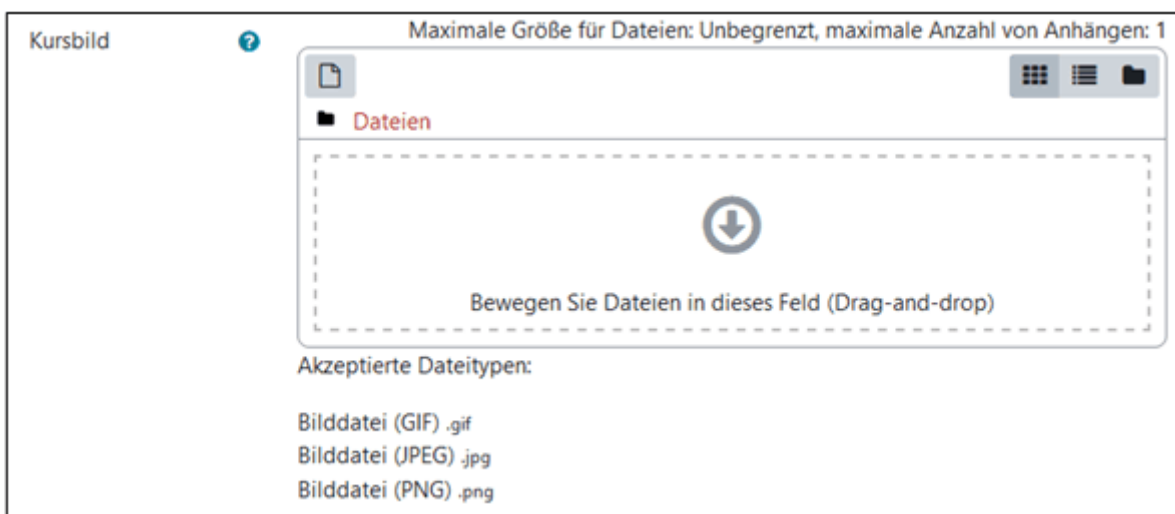 Kursbild
Maximale Größe für Dateien: Unbegrenzt, maximale Anzahl von Anhängen: 1
Dateien
Bewegen Sie Dateien in dieses Feld (Drag-and-drop)
Akzeptierte Dateitypen:
Bilddatei (GIF) .gif
Bilddatei (JPEG) .jpg
Bilddatei (PNG) .png